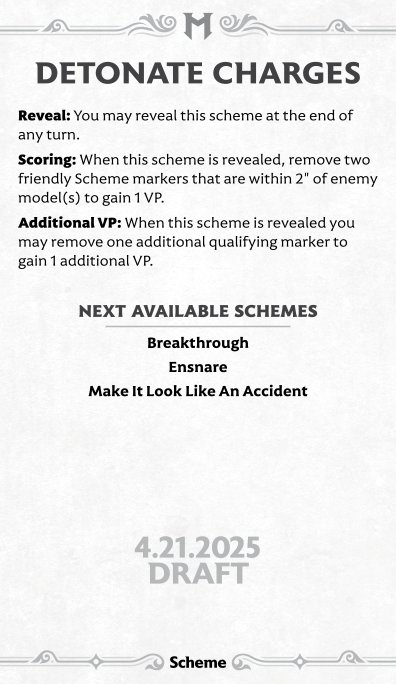 M
DETONATE CHARGES
Reveal: You may reveal this scheme at the end of
any turn.
Scoring: When this scheme is revealed, remove two
friendly Scheme markers that are within 2" of enemy
model(s) to gain 1 VP.
Additional VP: When this scheme is revealed you
may remove one additional qualifying marker to
gain 1 additional VP.
NEXT AVAILABLE SCHEMES
Breakthrough
Ensnare
Make It Look Like An Accident
4.21.2025
DRAFT
Scheme